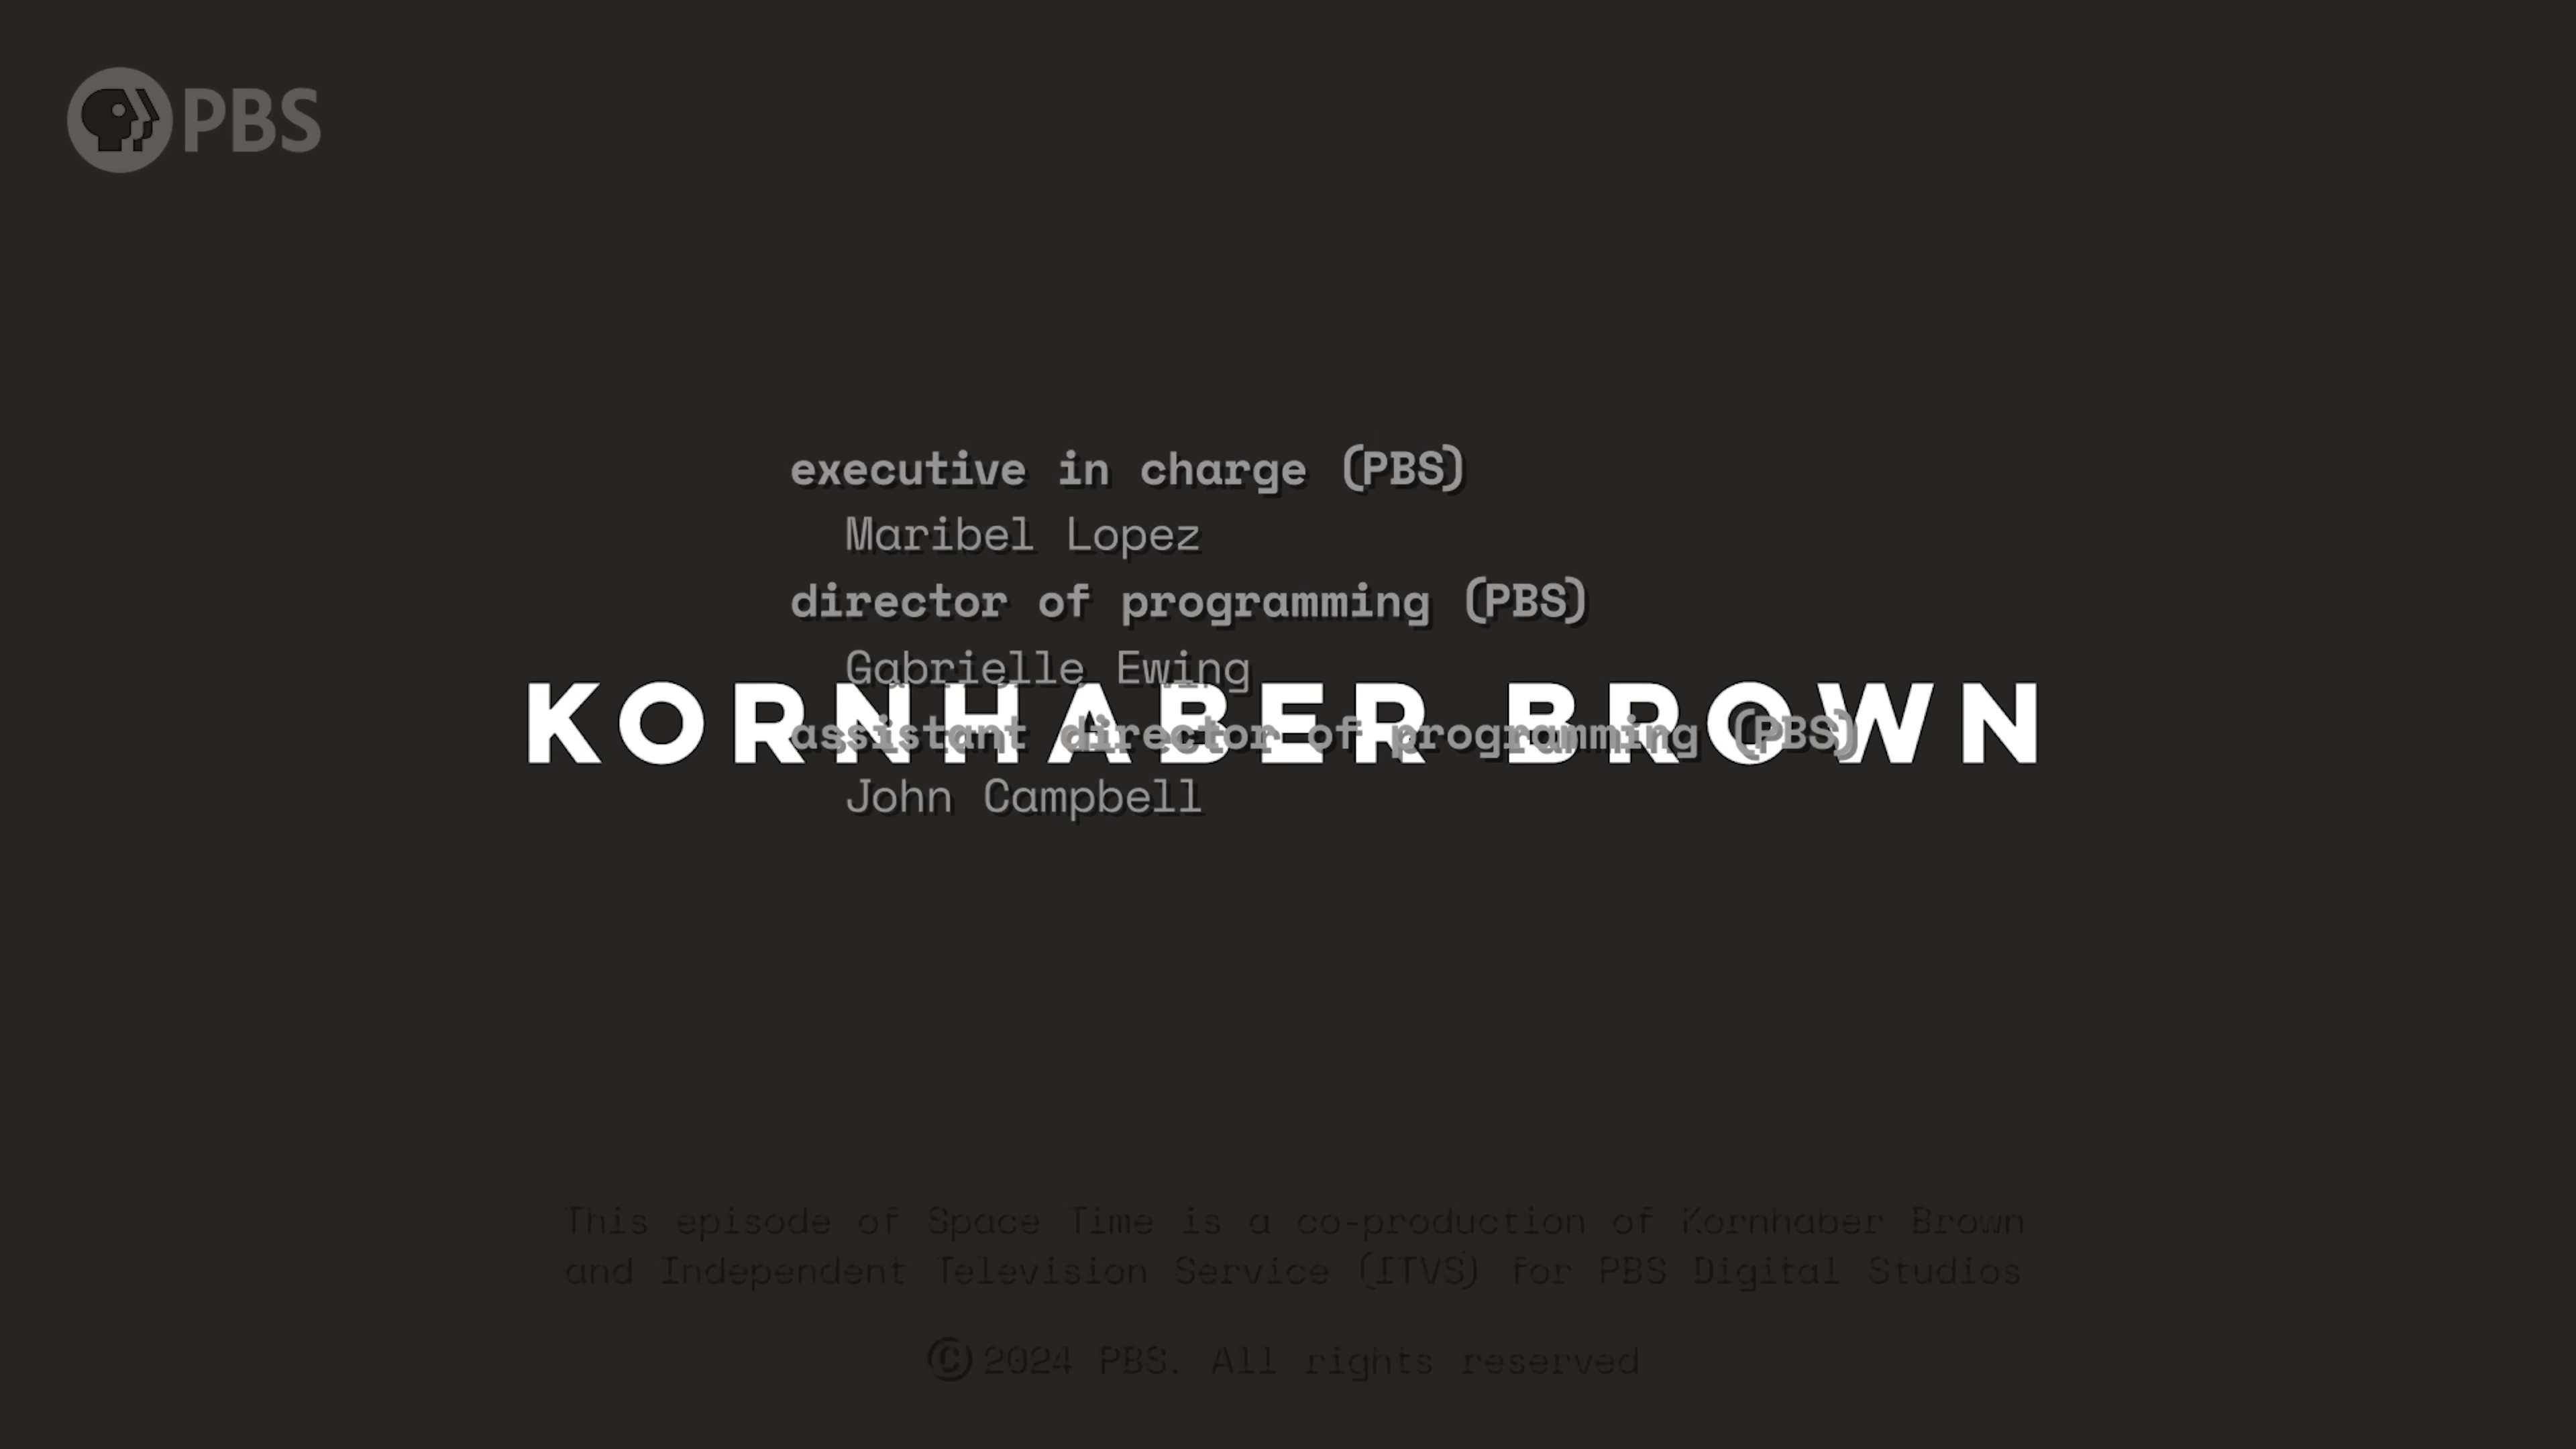 PBS
executive in charge (PBS)
Maribel Lopez
director of programming (PBS)
Gabrielle Ewing
KORNHABER BROWN
assistant director of programming (PBS)
John Campbell
This episode of Space Time is a co-production of Kornhaber Brown
and Independent Television Service (ITVS) for PBS Digital Studios
© 2024 PBS. All rights reserved